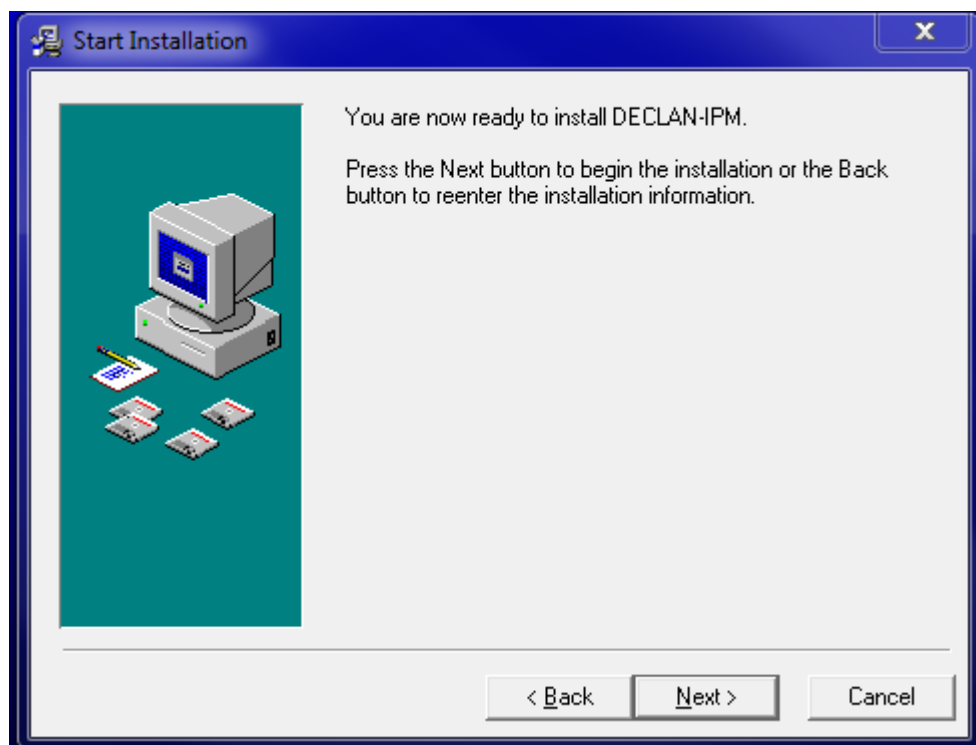 Start Installation
X
You are now ready to install DECLAN-IPM.
Press the Next button to begin the installation or the Back
button to reenter the installation information.
< Back
Next >
Cancel